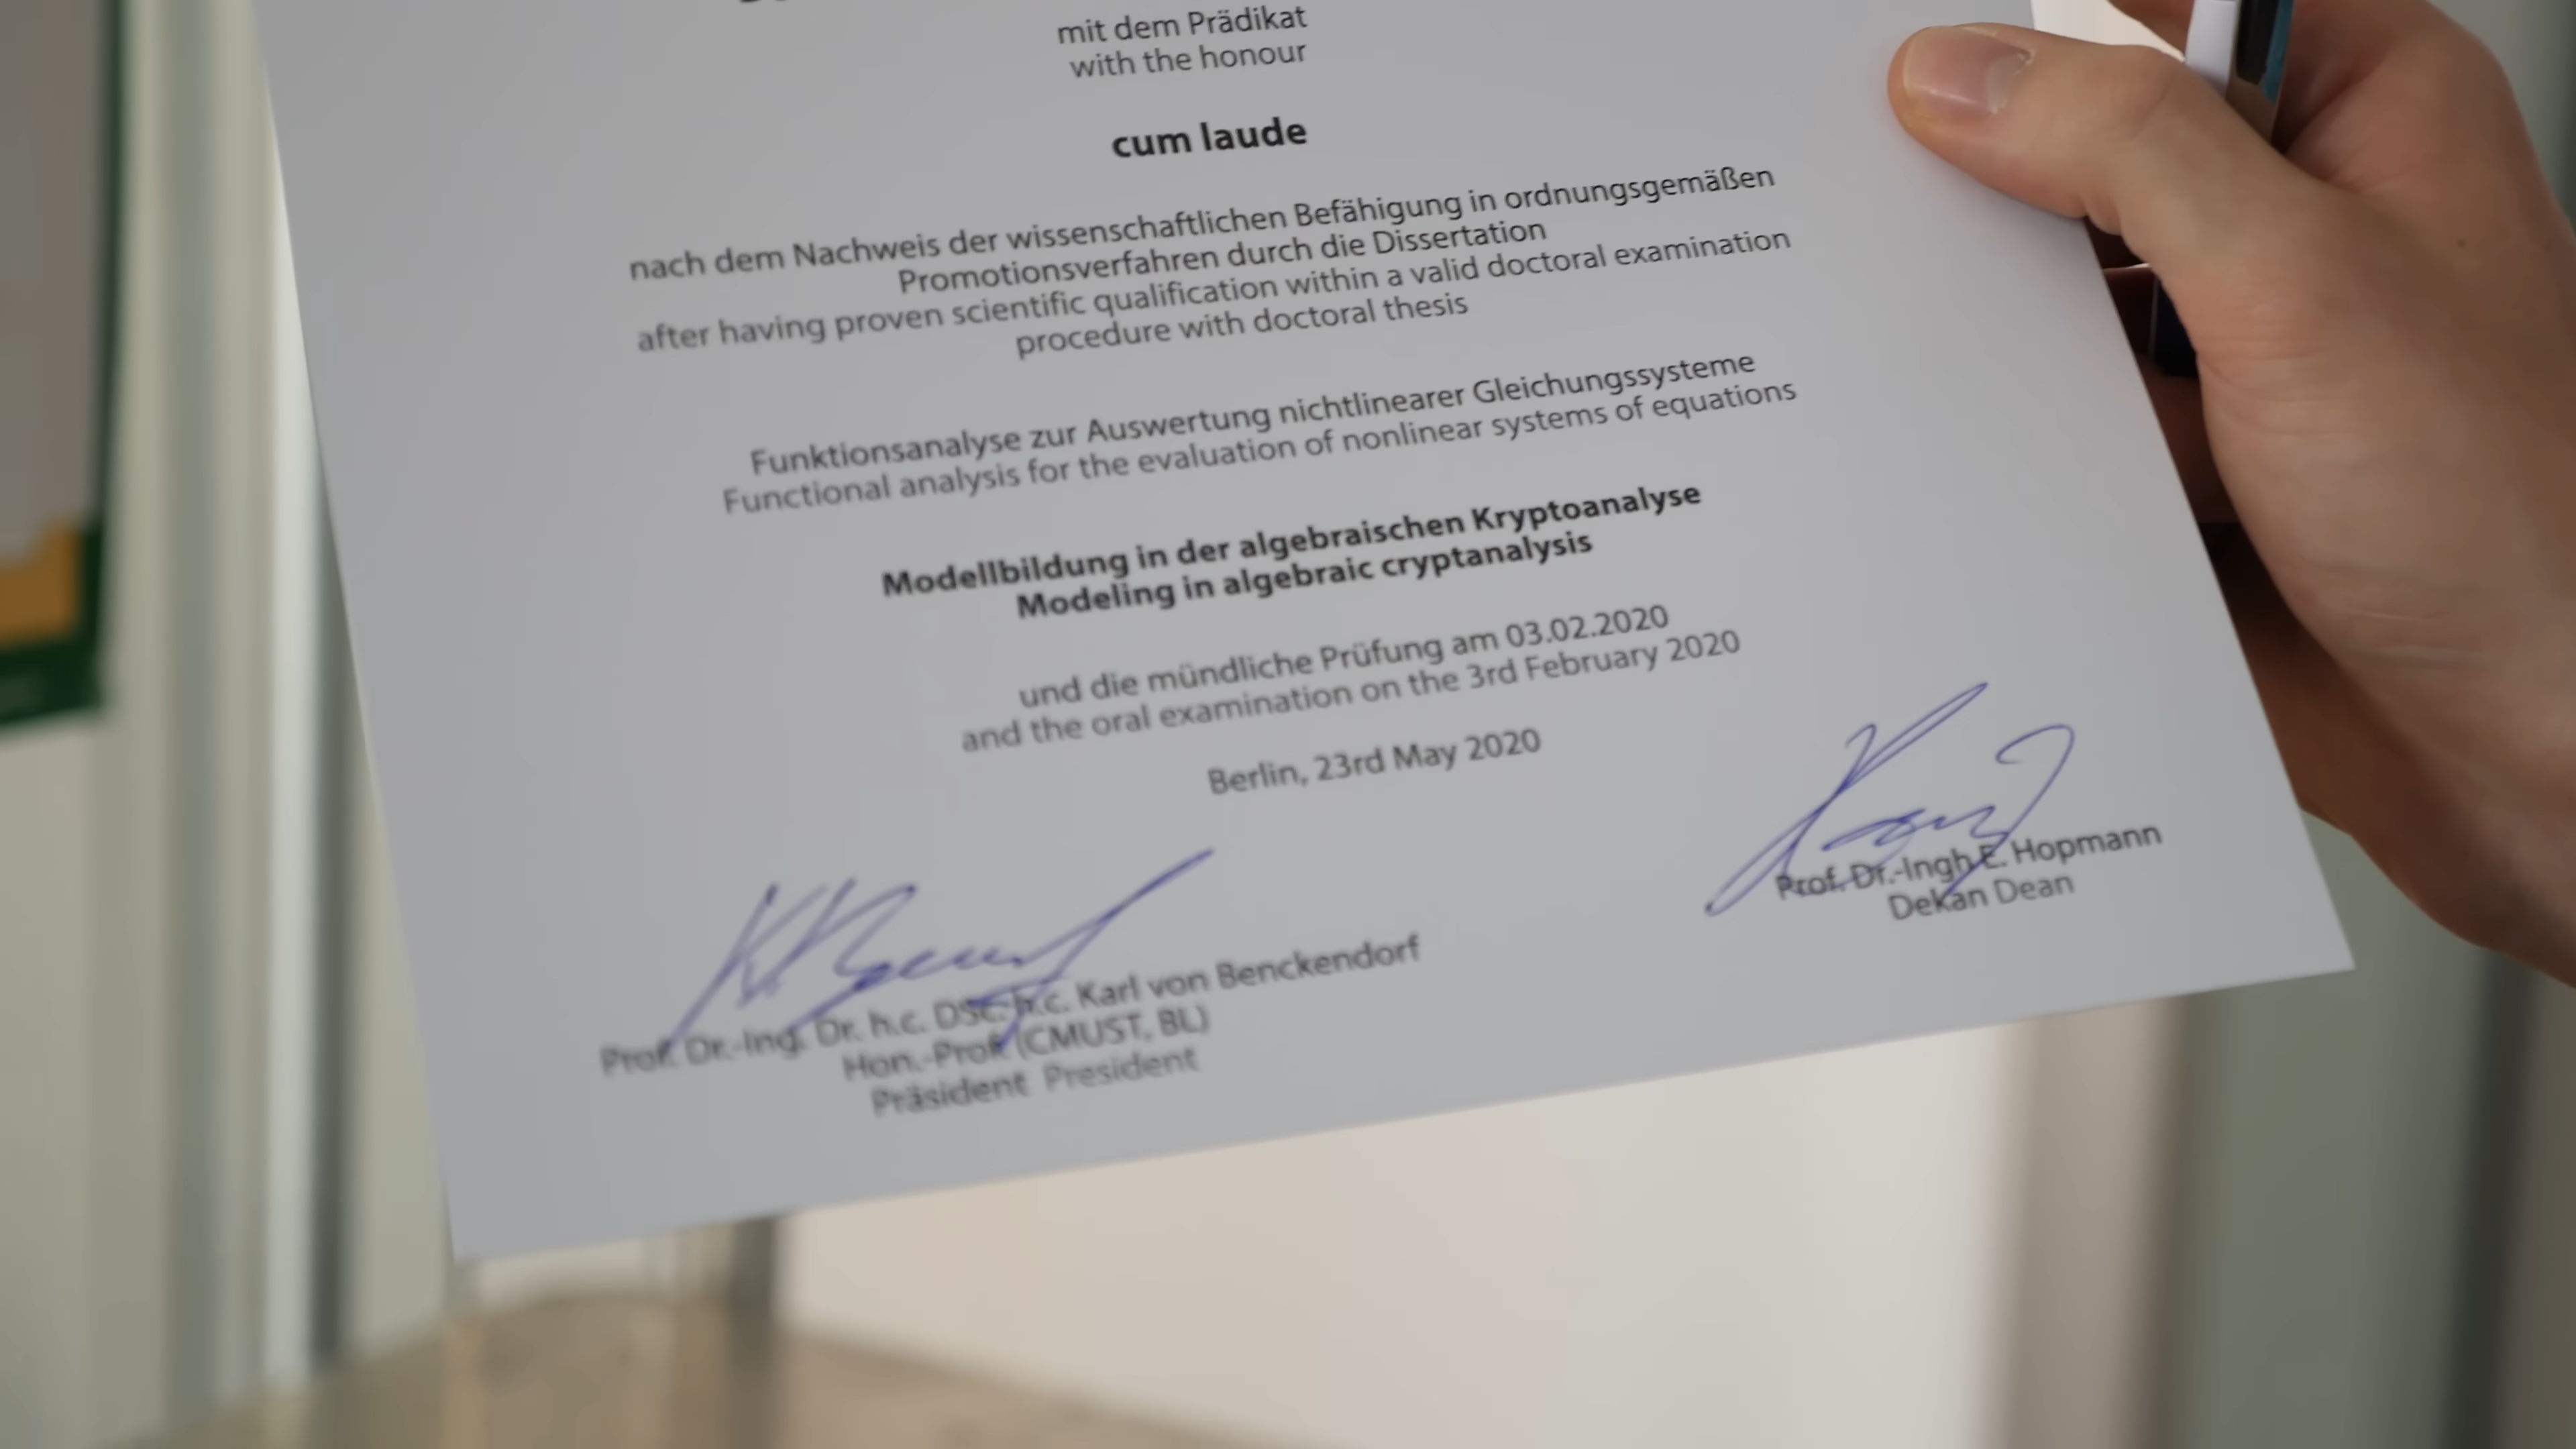 mit dem Prädikat
with the honour
cum laude
nach dem Nachweis der wissenschaftlichen Befähigung in ordnungsgemäßen
Promotionsverfahren durch die Dissertation
after having proven scientific qualification within a valid doctoral examination
procedure with doctoral thesis
Funktionsanalyse zur Auswertung nichtlinearer Gleichungssysteme
Functional analysis for the evaluation of nonlinear systems of equations
Modellbildung in der algebraischen Kryptoanalyse
Modeling in algebraic cryptanalysis
und die mündliche Prüfung am 03.02.2020
and the oral examination on the 3rd February 2020
Berlin, 23rd May 2020
Prof. Dr.-Ingh E. Hopmann
Dekan Dean
Prof. Dr.-Ing. Dr. h.c. DSc. h.c. Karl von Benckendorf
Hon.-Prof. (CMUST, BL)
Präsident President